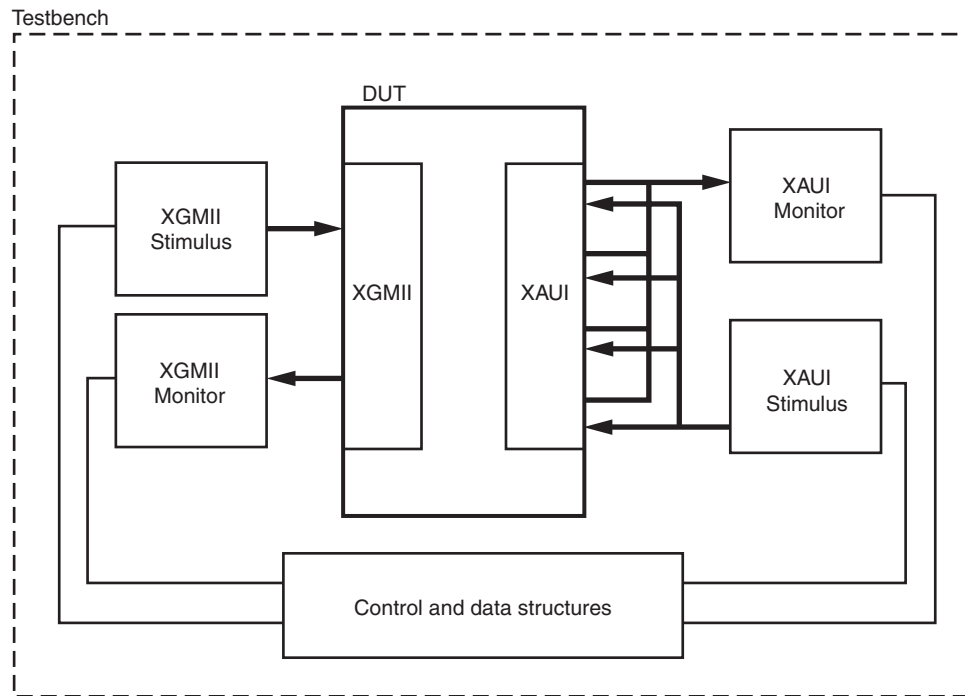 Testbench
DUT
XGMII
Stimulus
XGMII
Monitor
XGMII
XAUI
XAUI
Monitor
XAUI
Stimulus
Control and data structures